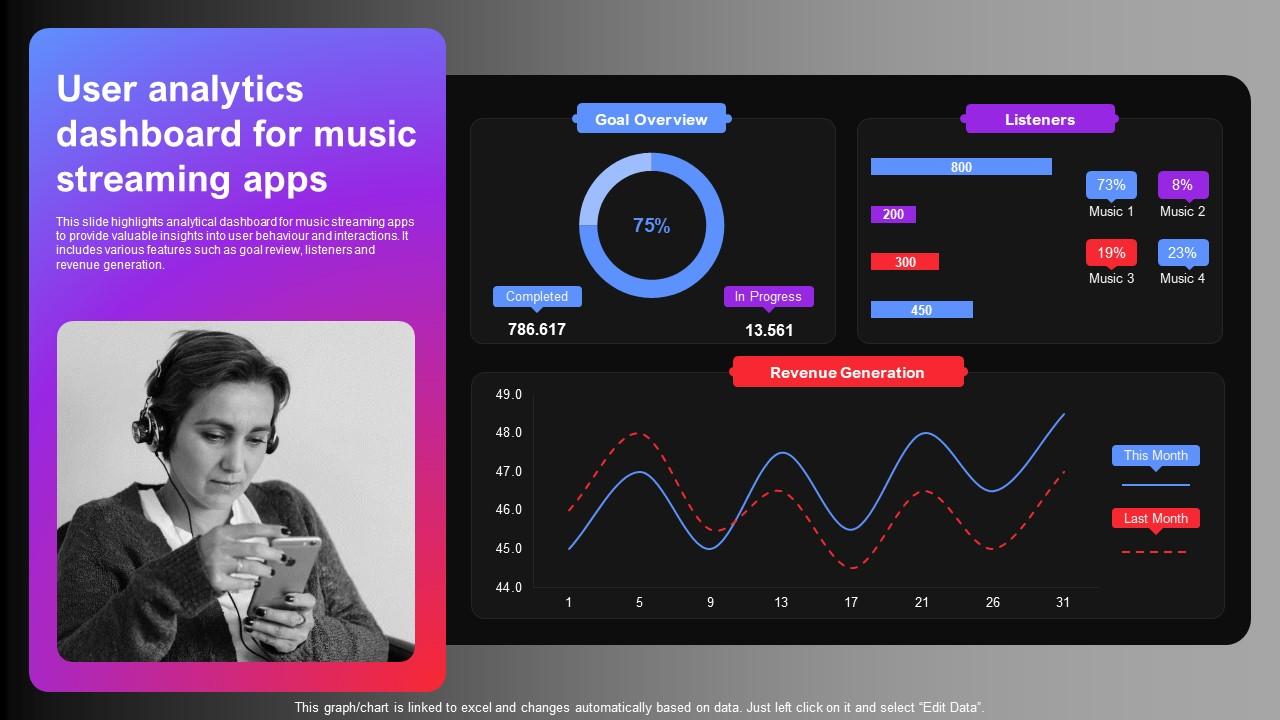 User analytics
dashboard for music
streaming apps
This slide highlights analytical dashboard for music streaming apps
to provide valuable insights into user behaviour and interactions. It
includes various features such as goal review, listeners and
revenue generation.
Goal Overview
75%
Completed
786.617
In Progress
13.561
Listeners
800
200
300
450
73%
Music 1
8%
Music 2
19%
Music 3
23%
Music 4
Revenue Generation
49.0
48.0
47.0
46.0
45.0
44.0
1 5 9 13 17 21 26 31
This Month
Last Month
This graph/chart is linked to excel and changes automatically based on data. Just left click on it and select “Edit Data”.